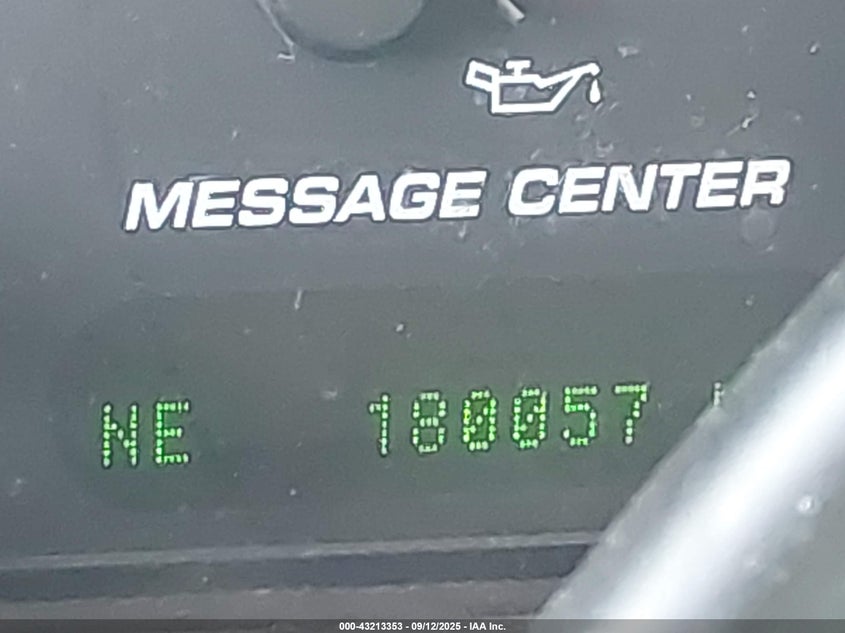 MESSAGE CENTER
NE 180057
000-43213353 - 09/12/2025 - IAA Inc.